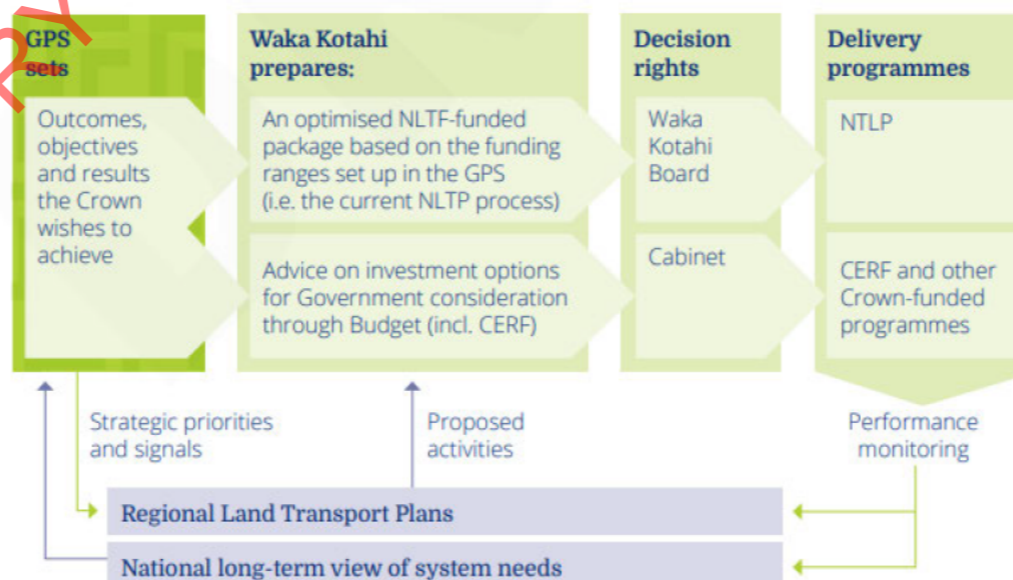 RY
GPS
sets
Outcomes,
objectives
and results
the Crown
wishes to
achieve
Waka Kotahi
prepares:
An optimised NLTF-funded
package based on the funding
ranges set up in the GPS
(i.e. the current NLTP process)
Advice on investment options
for Government consideration
through Budget (incl. CERF)
Decision
rights
Waka
Kotahi
Board
Cabinet
Delivery
programmes
NTLP
CERF and other
Crown-funded
programmes
Strategic priorities
and signals
Proposed
activities
Performance
monitoring
Regional Land Transport Plans
National long-term view of system needs